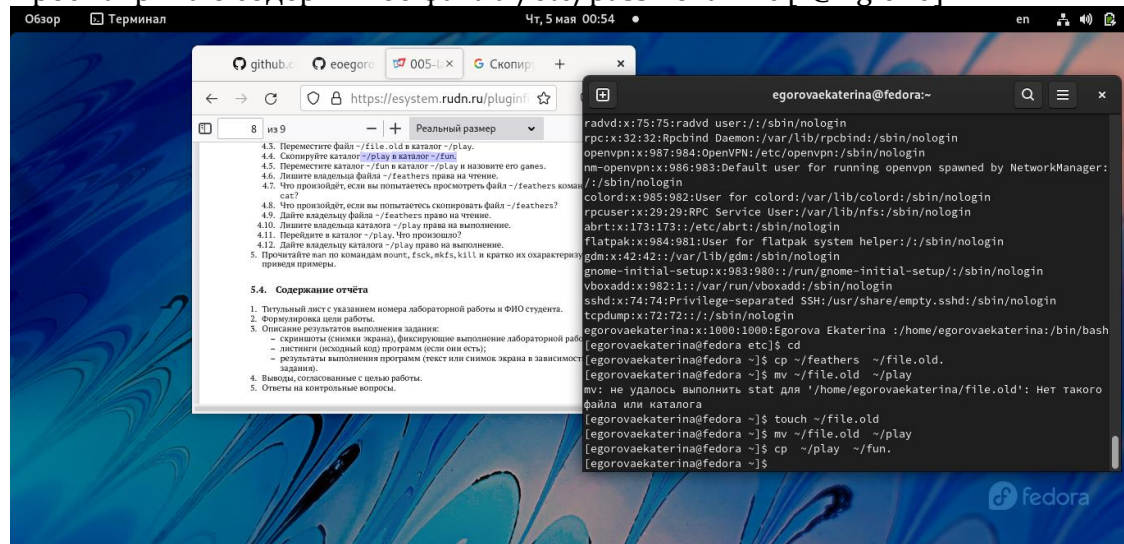 Обзор Терминал Чт, 5 мая 00:54 en
github.c eoegoro 005-l × G Скопир + ×
https://esystem.rudn.ru/pluginfi
8 из 9 — + Реальный размер
4.3. Переместите файл ~/file.old в каталог ~/play.
4.4. Скопируйте каталог ~/play в каталог ~/fun.
4.5. Переместите каталог ~/fun в каталог ~/play и назовите его games.
4.6. Лишите владельца файла ~/feathers права на чтение.
4.7. Что произойдёт, если вы попытаетесь просмотреть файл ~/feathers коман
cat?
4.8. Что произойдёт, если вы попытаетесь скопировать файл ~/feathers?
4.9. Дайте владельцу файла ~/feathers право на чтение.
4.10. Лишите владельца каталога ~/play права на выполнение.
4.11. Перейдите в каталог ~/play. Что произошло?
4.12. Дайте владельцу каталога ~/play право на выполнение.
5. Прочитайте man по командам mount, fsck, mkfs, kill и кратко их охарактеризу
приведя примеры.
5.4. Содержание отчёта
1. Титульный лист с указанием номера лабораторной работы и ФИО студента.
2. Формулировка цели работы.
3. Описание результатов выполнения задания:
– скриншоты (снимки экрана), фиксирующие выполнение лабораторной рабо
– листинги (исходный код) программ (если они есть);
– результаты выполнения программ (текст или снимок экрана в зависимост
задания).
4. Выводы, согласованные с целью работы.
5. Ответы на контрольные вопросы.
egorovaekaterina@fedora:~
radvd:x:75:75:radvd user:/:/sbin/nologin
rpc:x:32:32:Rpcbind Daemon:/var/lib/rpcbind:/sbin/nologin
openvpn:x:987:984:OpenVPN:/etc/openvpn:/sbin/nologin
nm-openvpn:x:986:983:Default user for running openvpn spawned by NetworkManager:
/:/sbin/nologin
colord:x:985:982:User for colord:/var/lib/colord:/sbin/nologin
rpcuser:x:29:29:RPC Service User:/var/lib/nfs:/sbin/nologin
abrt:x:173:173::/etc/abrt:/sbin/nologin
flatpak:x:984:981:User for flatpak system helper:/:/sbin/nologin
gdm:x:42:42::/var/lib/gdm:/sbin/nologin
gnome-initial-setup:x:983:980::/run/gnome-initial-setup/:/sbin/nologin
vboxadd:x:982:1::/var/run/vboxadd:/sbin/nologin
sshd:x:74:74:Privilege-separated SSH:/usr/share/empty.sshd:/sbin/nologin
tcpdump:x:72:72::/:/sbin/nologin
egorovaekaterina:x:1000:1000:Egorova Ekaterina :/home/egorovaekaterina:/bin/bash
[egorovaekaterina@fedora etc]$ cd
[egorovaekaterina@fedora ~]$ cp ~/feathers ~/file.old.
[egorovaekaterina@fedora ~]$ mv ~/file.old ~/play
mv: не удалось выполнить stat для '/home/egorovaekaterina/file.old': Нет такого
файла или каталога
[egorovaekaterina@fedora ~]$ touch ~/file.old
[egorovaekaterina@fedora ~]$ mv ~/file.old ~/play
[egorovaekaterina@fedora ~]$ cp ~/play ~/fun.
[egorovaekaterina@fedora ~]$
fedora